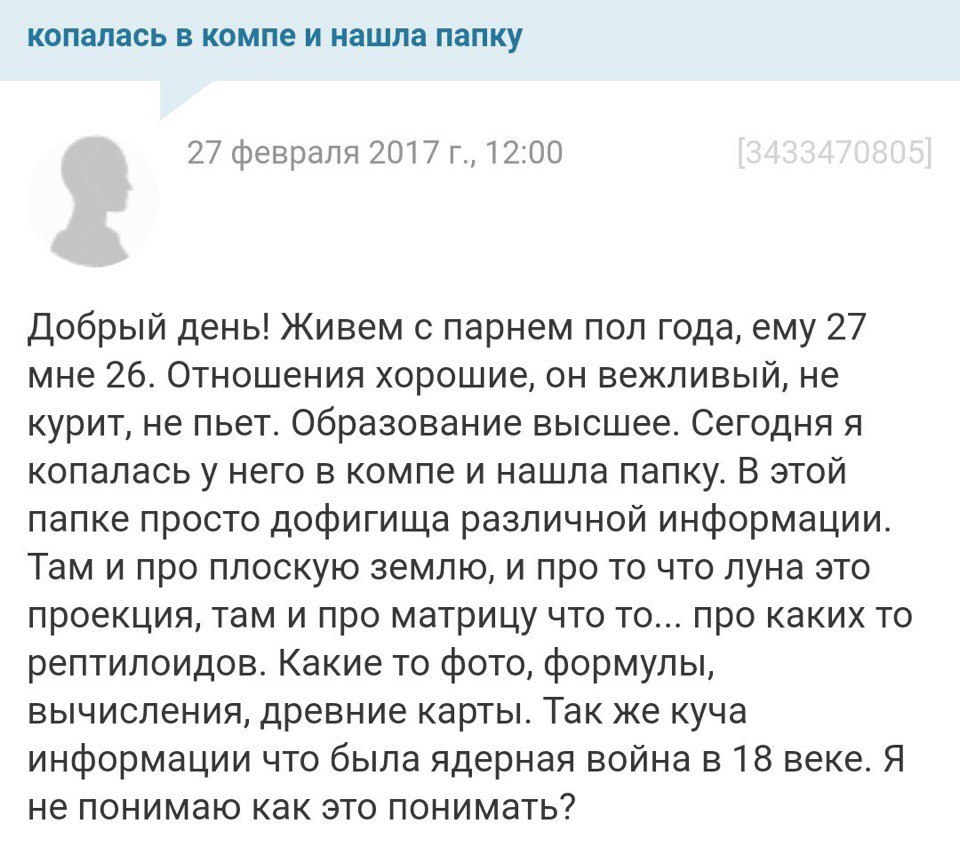 копалась в компе и нашла папку
27 февраля 2017 г., 12:00 [3433470805]
Добрый день! Живем с парнем пол года, ему 27
мне 26. Отношения хорошие, он вежливый, не
курит, не пьет. Образование высшее. Сегодня я
копалась у него в компе и нашла папку. В этой
папке просто дофигища различной информации.
Там и про плоскую землю, и про то что луна это
проекция, там и про матрицу что то... про каких то
рептилоидов. Какие то фото, формулы,
вычисления, древние карты. Так же куча
информации что была ядерная война в 18 веке. Я
не понимаю как это понимать?